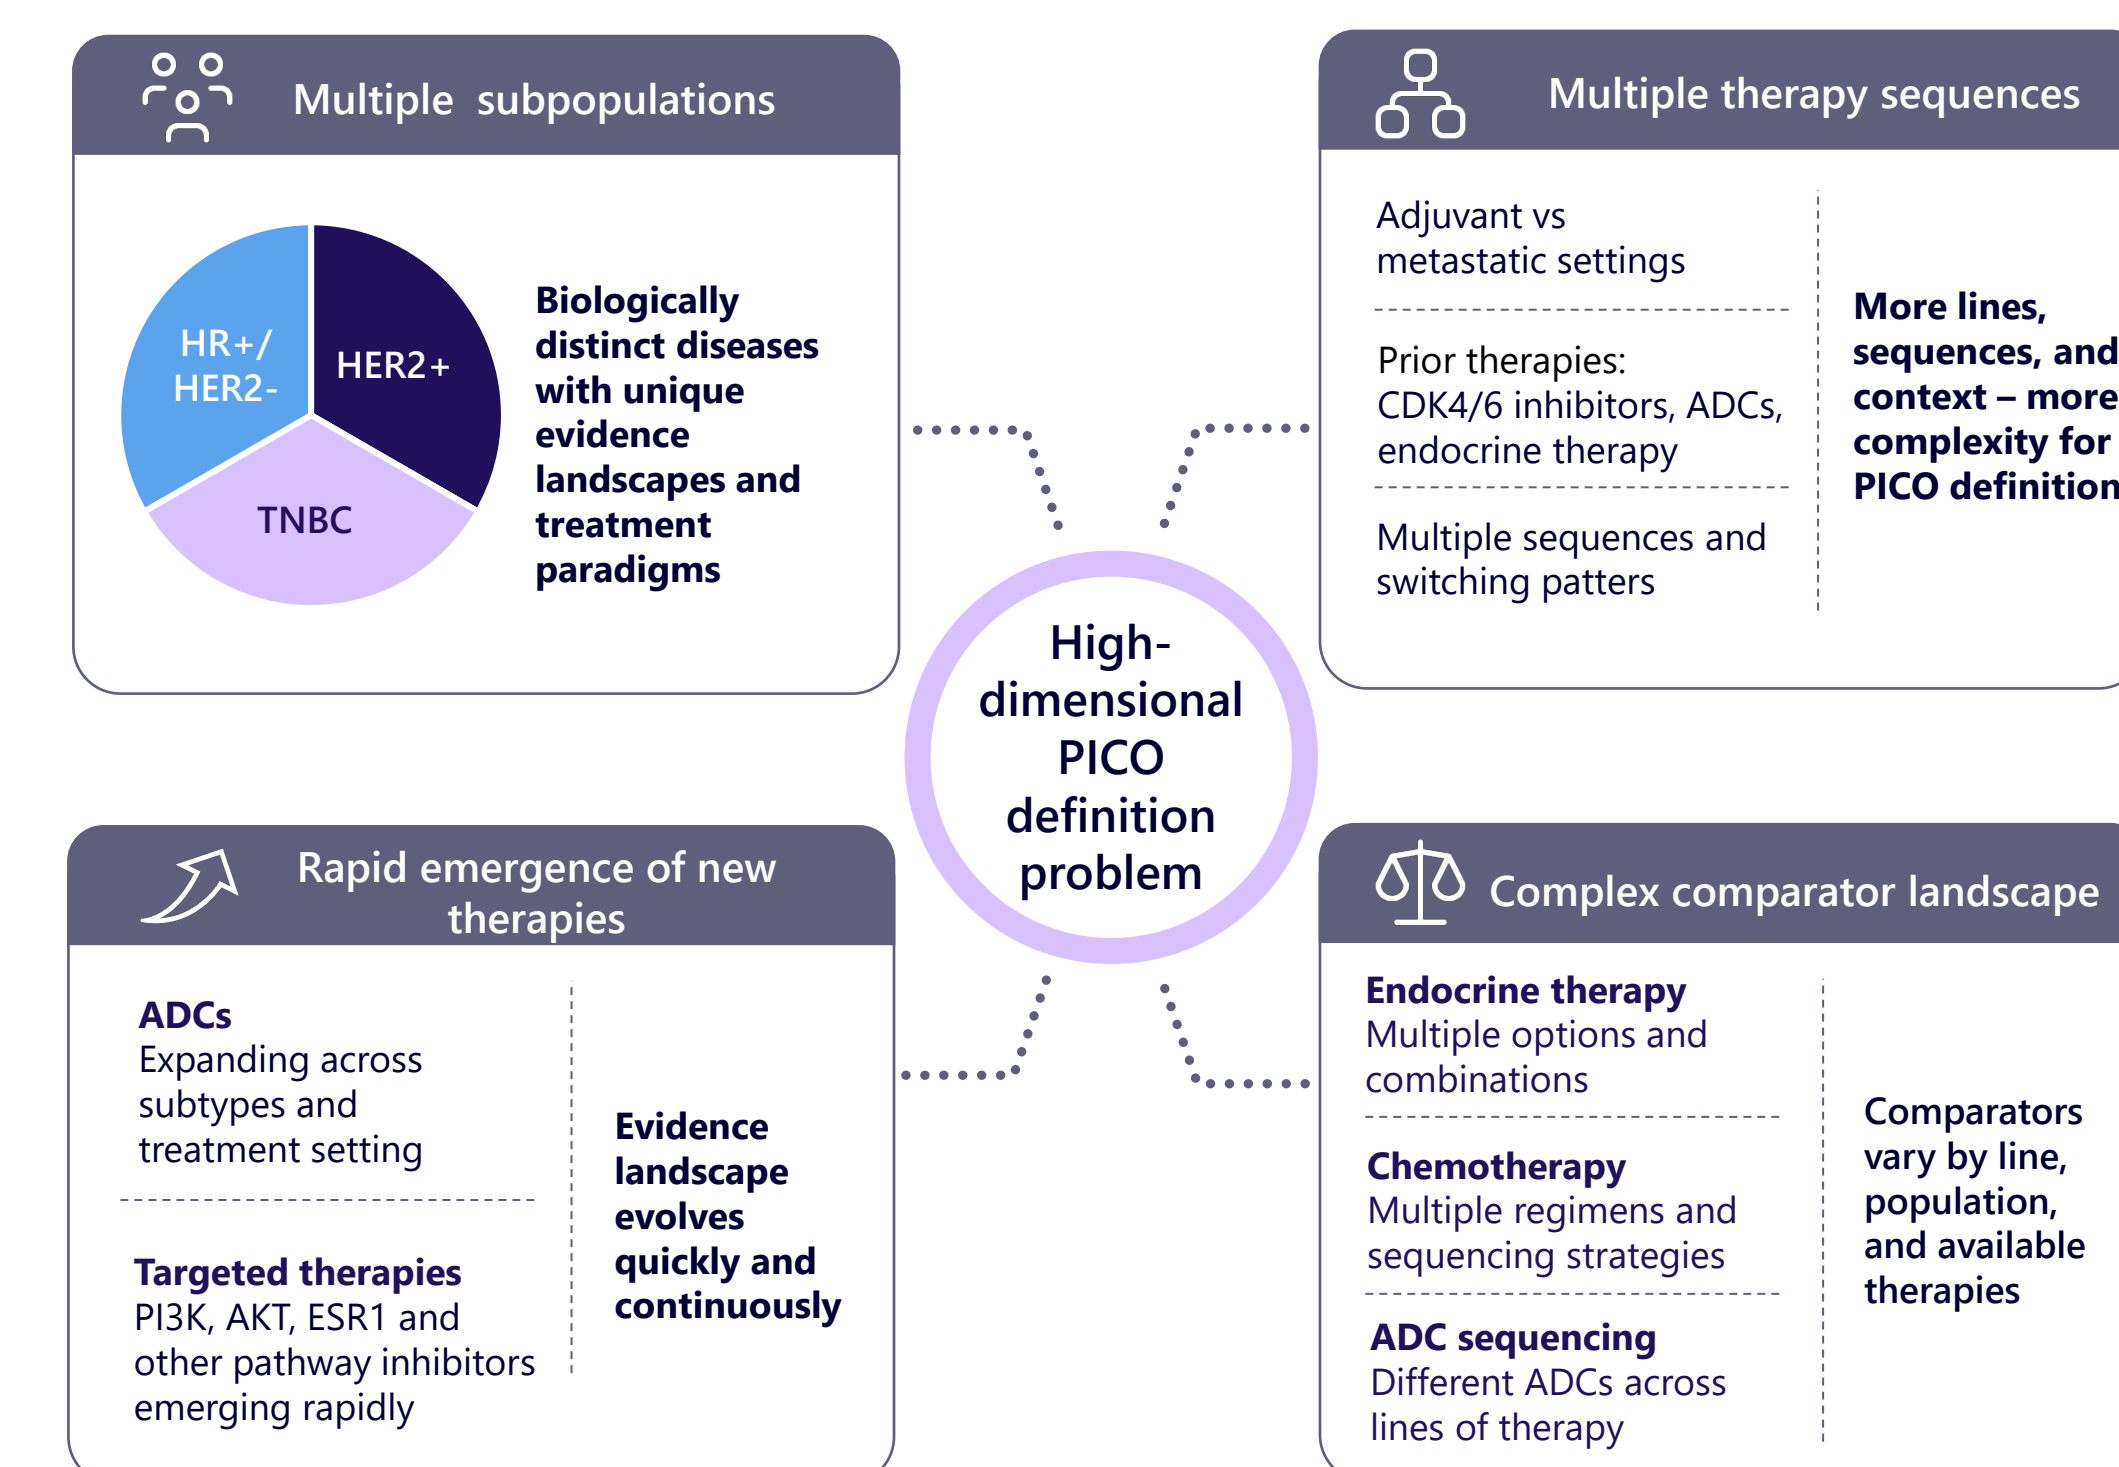 Multiple subpopulations
HR+/
HER2-
HER2+
TNBC
Biologically
distinct diseases
with unique
evidence
landscapes and
treatment
paradigms
Multiple therapy sequences
Adjuvant vs
metastatic settings
Prior therapies:
CDK4/6 inhibitors, ADCs,
endocrine therapy
Multiple sequences and
switching patters
More lines,
sequences, and
context – more
complexity for
PICO definition
High-
dimensional
PICO
definition
problem
Rapid emergence of new
therapies
ADCs
Expanding across
subtypes and
treatment setting
Targeted therapies
PI3K, AKT, ESR1 and
other pathway inhibitors
emerging rapidly
Evidence
landscape
evolves
quickly and
continuously
Complex comparator landscape
Endocrine therapy
Multiple options and
combinations
Chemotherapy
Multiple regimens and
sequencing strategies
ADC sequencing
Different ADCs across
lines of therapy
Comparators
vary by line,
population,
and available
therapies